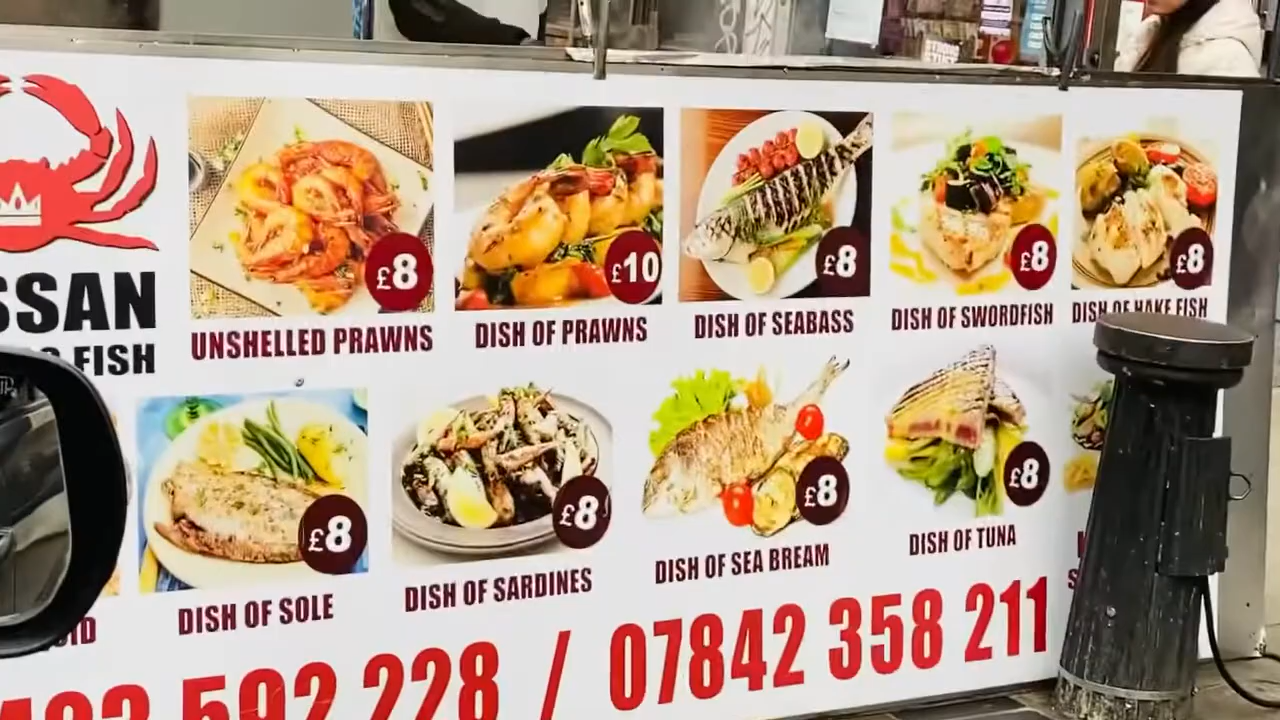 SSAN
FISH
£8
£10
£8
£8
£8
UNSHELLED PRAWNS
DISH OF PRAWNS
DISH OF SEABASS
DISH OF SWORDFISH
DISH OF HAKE FISH
£8
£8
£8
£8
DISH OF SOLE
DISH OF SARDINES
DISH OF SEA BREAM
DISH OF TUNA
592 228 / 07842 358 211